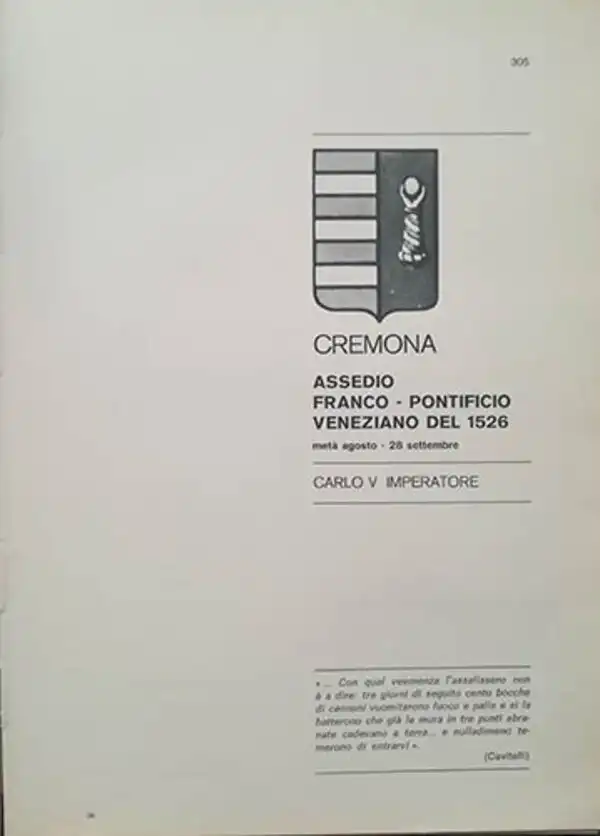 305
CREMONA
ASSEDIO
FRANCO - PONTIFICIO
VENEZIANO DEL 1526
metà agosto - 28 settembre
CARLO V IMPERATORE
« ... Con qual veemenza l'assalissero non
è a dire: tre giorni di seguito cento bocche
di cannoni vomitarono fuoco e palle e sì la
batterono che già le mura in tre punti sbra-
nate cadevano a terra... e nulladimeno te-
merono di entrarvi ».
(Cavitelli)